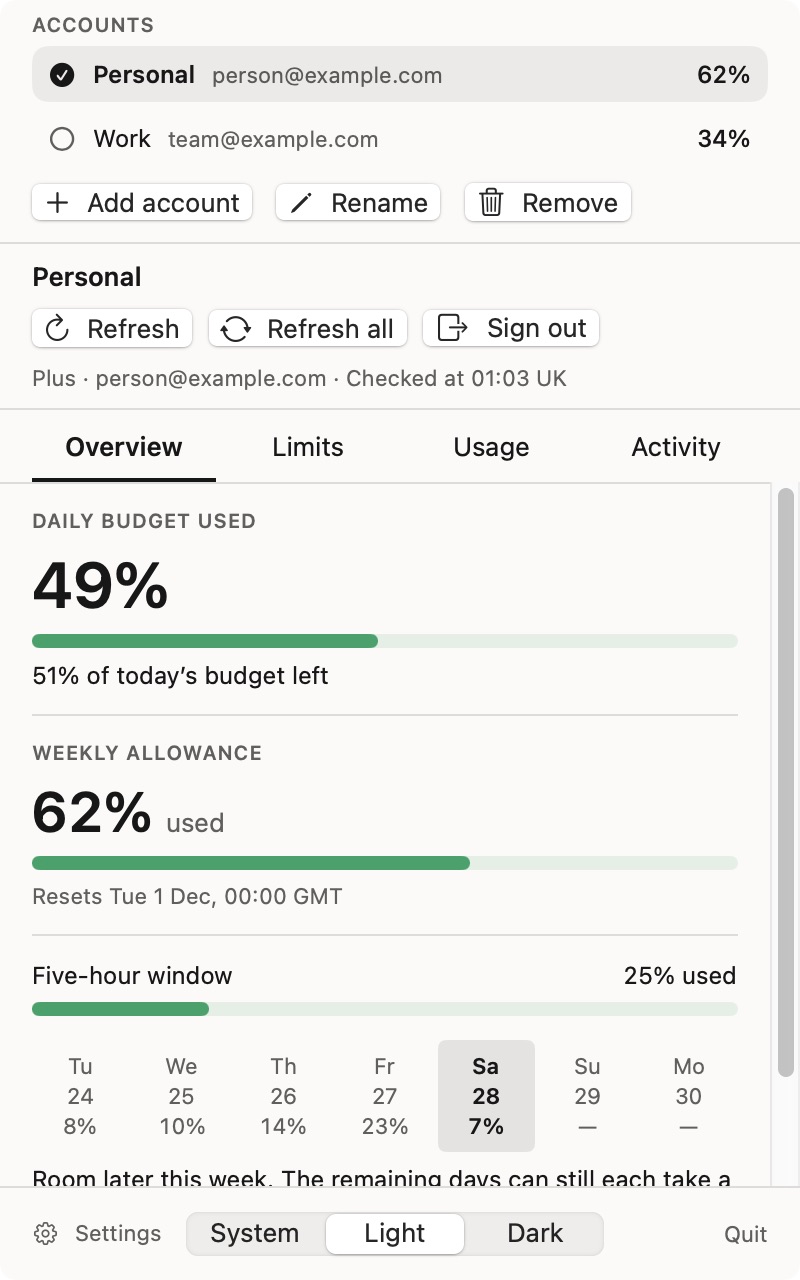 ACCOUNTS
Personal person@example.com 62%
Work team@example.com 34%
Add account Rename Remove
Personal
Refresh Refresh all Sign out
Plus · person@example.com · Checked at 01:03 UK
Overview Limits Usage Activity
DAILY BUDGET USED
49%
51% of today’s budget left
WEEKLY ALLOWANCE
62% used
Resets Tue 1 Dec, 00:00 GMT
Five-hour window 25% used
Tu We Th Fr Sa Su Mo
24 25 26 27 28 29 30
8% 10% 14% 23% 7% — —
Room later this week. The remaining days can still each take a
Settings System Light Dark Quit